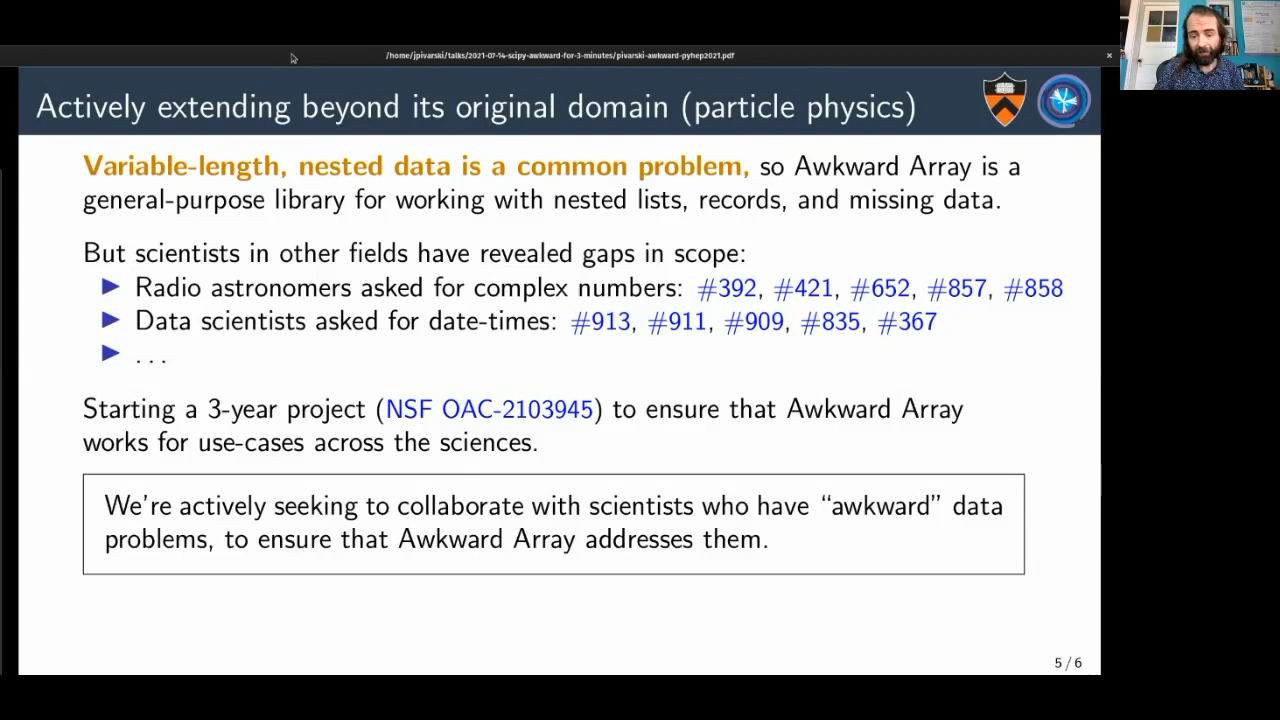 /home/jpivarski/talks/2021-07-14-scipy-awkward-for-3-minutes/pivarski-awkward-pyhep2021.pdf
Actively extending beyond its original domain (particle physics)
Variable-length, nested data is a common problem, so Awkward Array is a
general-purpose library for working with nested lists, records, and missing data.
But scientists in other fields have revealed gaps in scope:
▶ Radio astronomers asked for complex numbers: #392, #421, #652, #857, #858
▶ Data scientists asked for date-times: #913, #911, #909, #835, #367
▶ . . .
Starting a 3-year project (NSF OAC-2103945) to ensure that Awkward Array
works for use-cases across the sciences.
We're actively seeking to collaborate with scientists who have “awkward” data
problems, to ensure that Awkward Array addresses them.
5 / 6